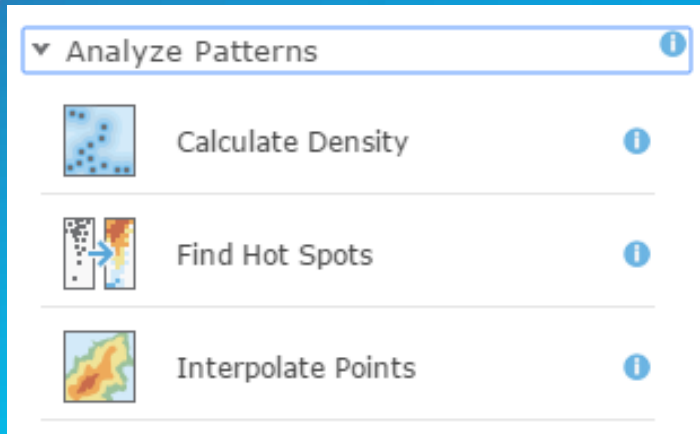 Analyze Patterns
Calculate Density
Find Hot Spots
Interpolate Points